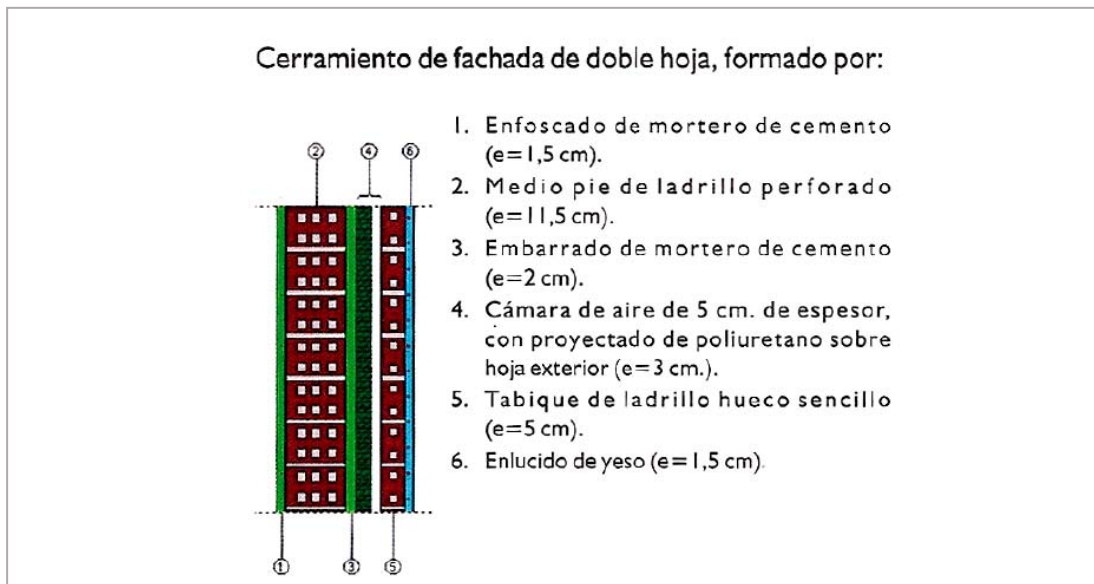 Cerramiento de fachada de doble hoja, formado por:
1. Enfoscado de mortero de cemento
(e=1,5 cm).
2. Medio pie de ladrillo perforado
(e=11,5 cm).
3. Embarrado de mortero de cemento
(e=2 cm).
4. Cámara de aire de 5 cm. de espesor,
con proyectado de poliuretano sobre
hoja exterior (e=3 cm.).
5. Tabique de ladrillo hueco sencillo
(e=5 cm).
6. Enlucido de yeso (e=1,5 cm).
2 4 6
1 3 5